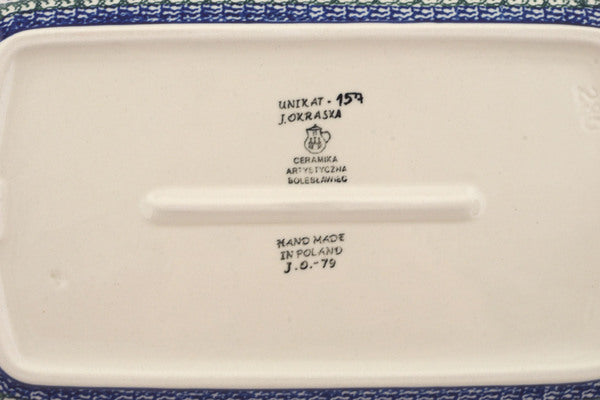 UNIKAT - 157
J. OKRASKA
CERAMIKA
ARTYSTYCZNA
BOLESŁAWIEC
HAND MADE
IN POLAND
J.O.-79